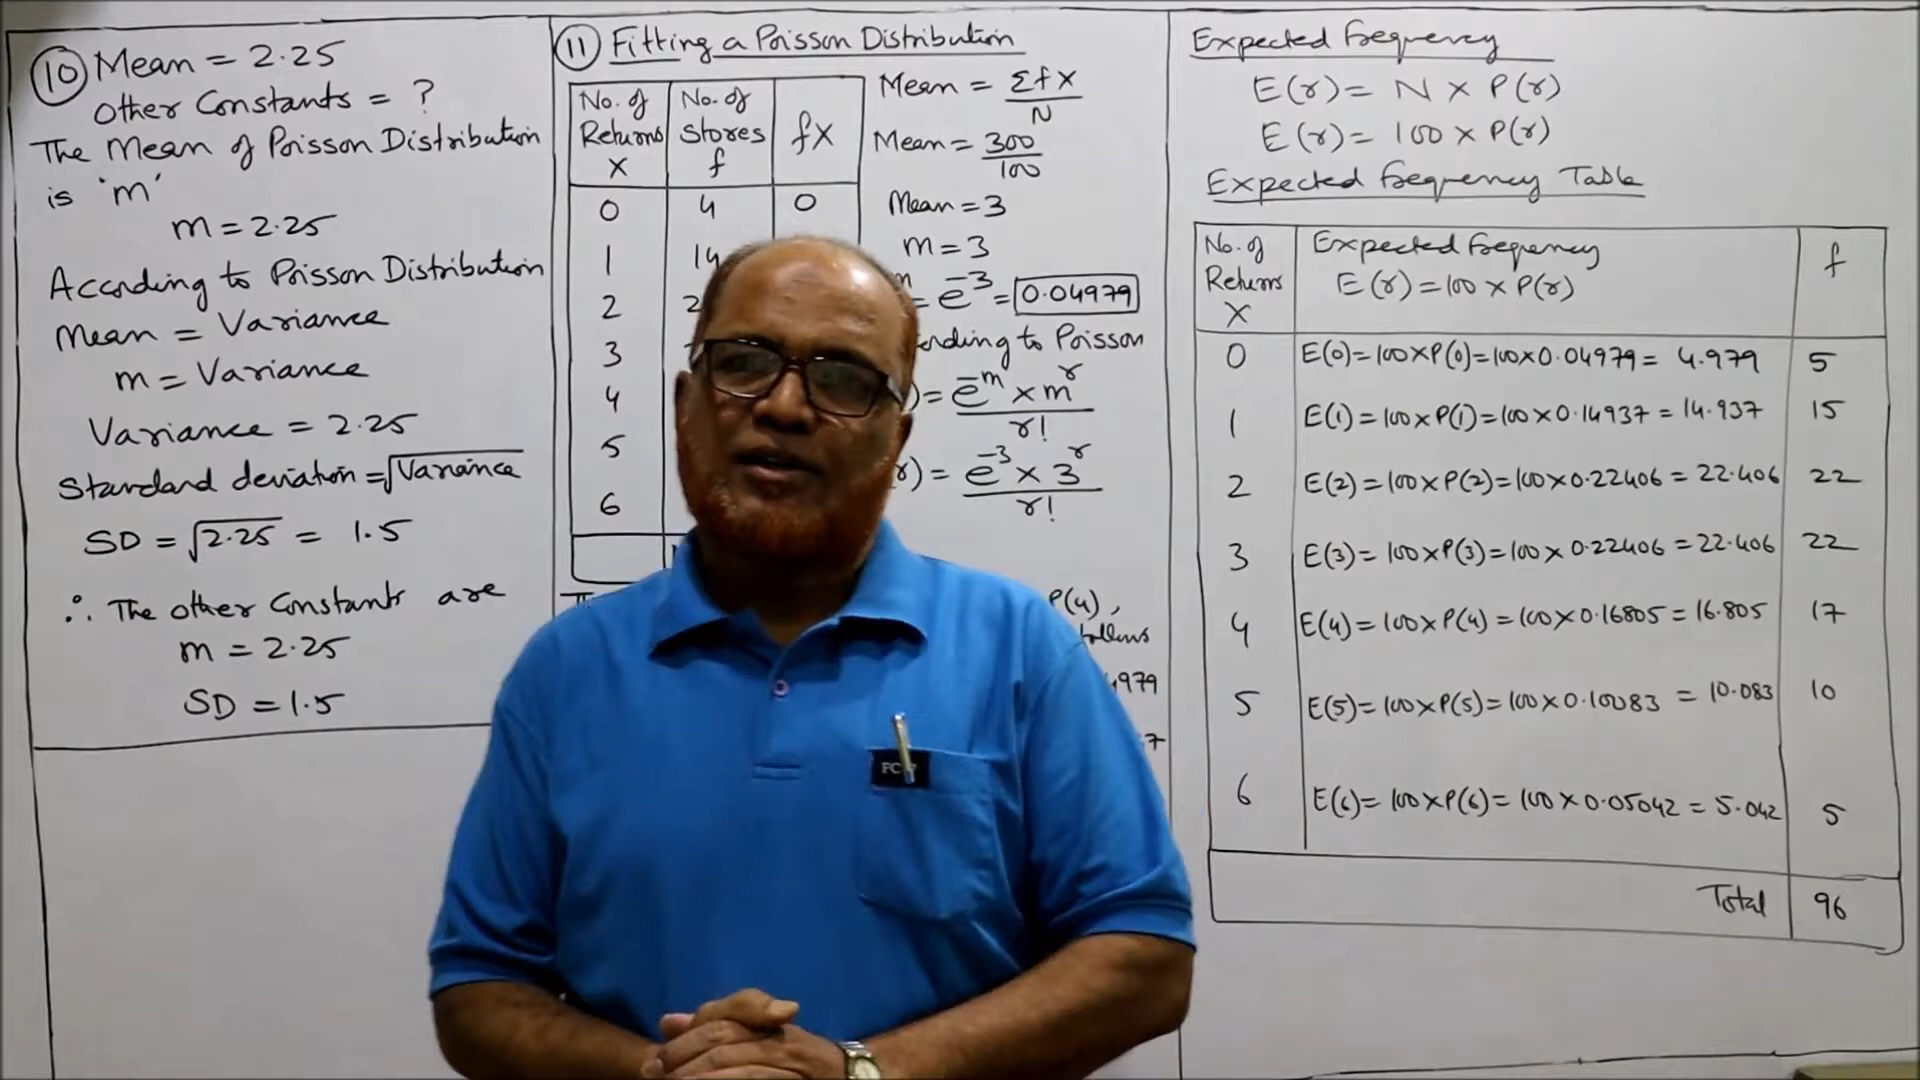 10 Mean = 2.25
Other Constants = ?
The Mean of Poisson Distribution
is 'm'
m = 2.25
According to Poisson Distribution
Mean = Variance
m = Variance
Variance = 2.25
Standard deviation = √Variance
SD = √2.25 = 1.5
∴ The other Constants are
m = 2.25
SD = 1.5
11 Fitting a Poisson Distribution
No. of Returns X | No. of Stores f | fX
0 4 0
1 14
2 2
3
4
5
6
Mean = ΣfX / N
Mean = 300 / 100
Mean = 3
m = 3
= e⁻³ = 0.04979
to Poisson
= e⁻ᵐ × mʳ / r!
r) = e⁻³ × 3ʳ / r!
P(4),
4979
7
Expected frequency
E(r) = N × P(r)
E(r) = 100 × P(r)
Expected frequency Table
No. of Returns X | Expected frequency E(r) = 100 × P(r) | f
0 E(0) = 100×P(0) = 100×0.04979 = 4.979 5
1 E(1) = 100×P(1) = 100×0.14937 = 14.937 15
2 E(2) = 100×P(2) = 100×0.22406 = 22.406 22
3 E(3) = 100×P(3) = 100×0.22406 = 22.406 22
4 E(4) = 100×P(4) = 100×0.16805 = 16.805 17
5 E(5) = 100×P(5) = 100×0.10083 = 10.083 10
6 E(6) = 100×P(6) = 100×0.05042 = 5.042 5
Total 96